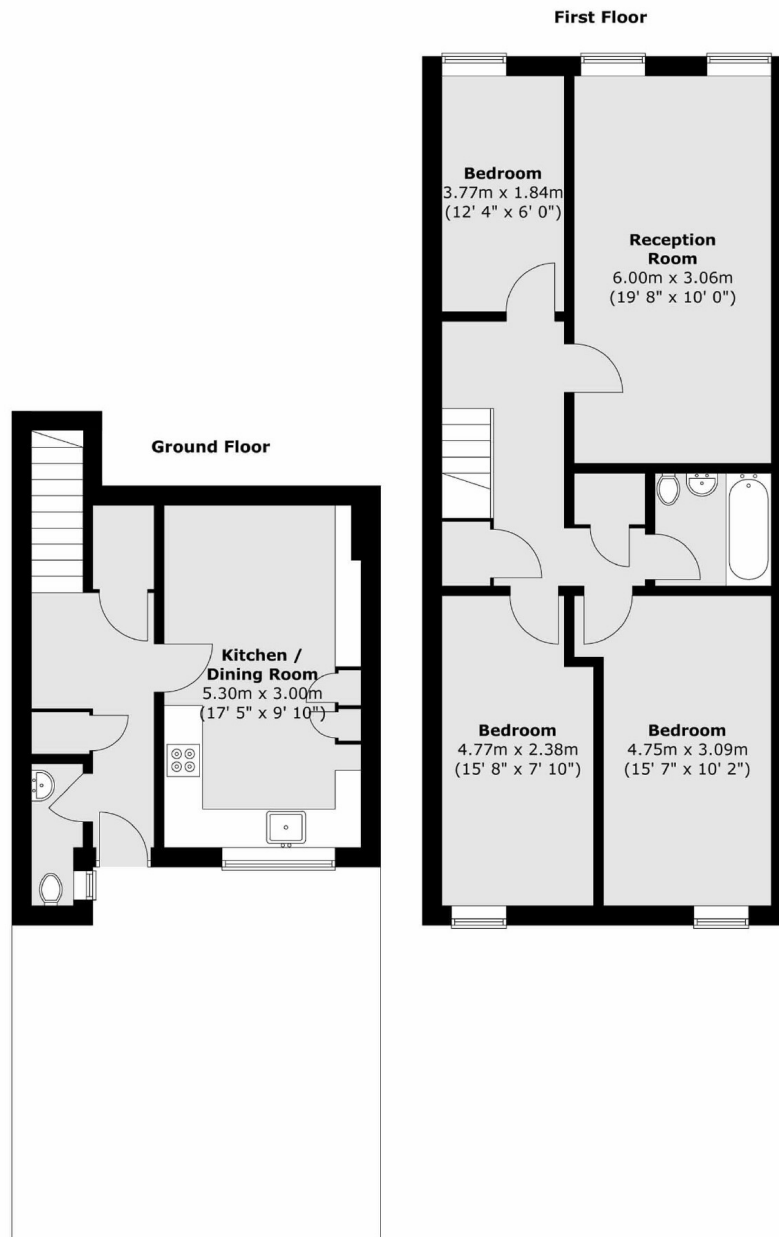 First Floor
Bedroom
3.77m x 1.84m
(12' 4" x 6' 0")
Reception
Room
6.00m x 3.06m
(19' 8" x 10' 0")
Ground Floor
Kitchen /
Dining Room
5.30m x 3.00m
(17' 5" x 9' 10")
Bedroom
4.77m x 2.38m
(15' 8" x 7' 10")
Bedroom
4.75m x 3.09m
(15' 7" x 10' 2")